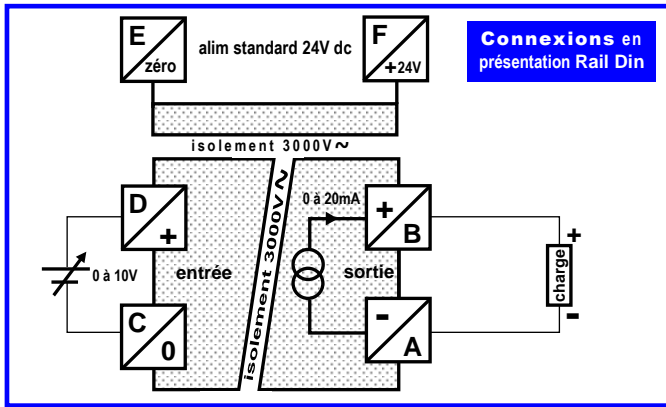 E
zéro
alim standard 24V dc
F
+24V
Connexions en
présentation Rail Din
isolement 3000V ~
D
+
0 à 10V
C
0
entrée
isolement 3000V ~
0 à 20mA
sortie
+
B
-
A
+
charge
-